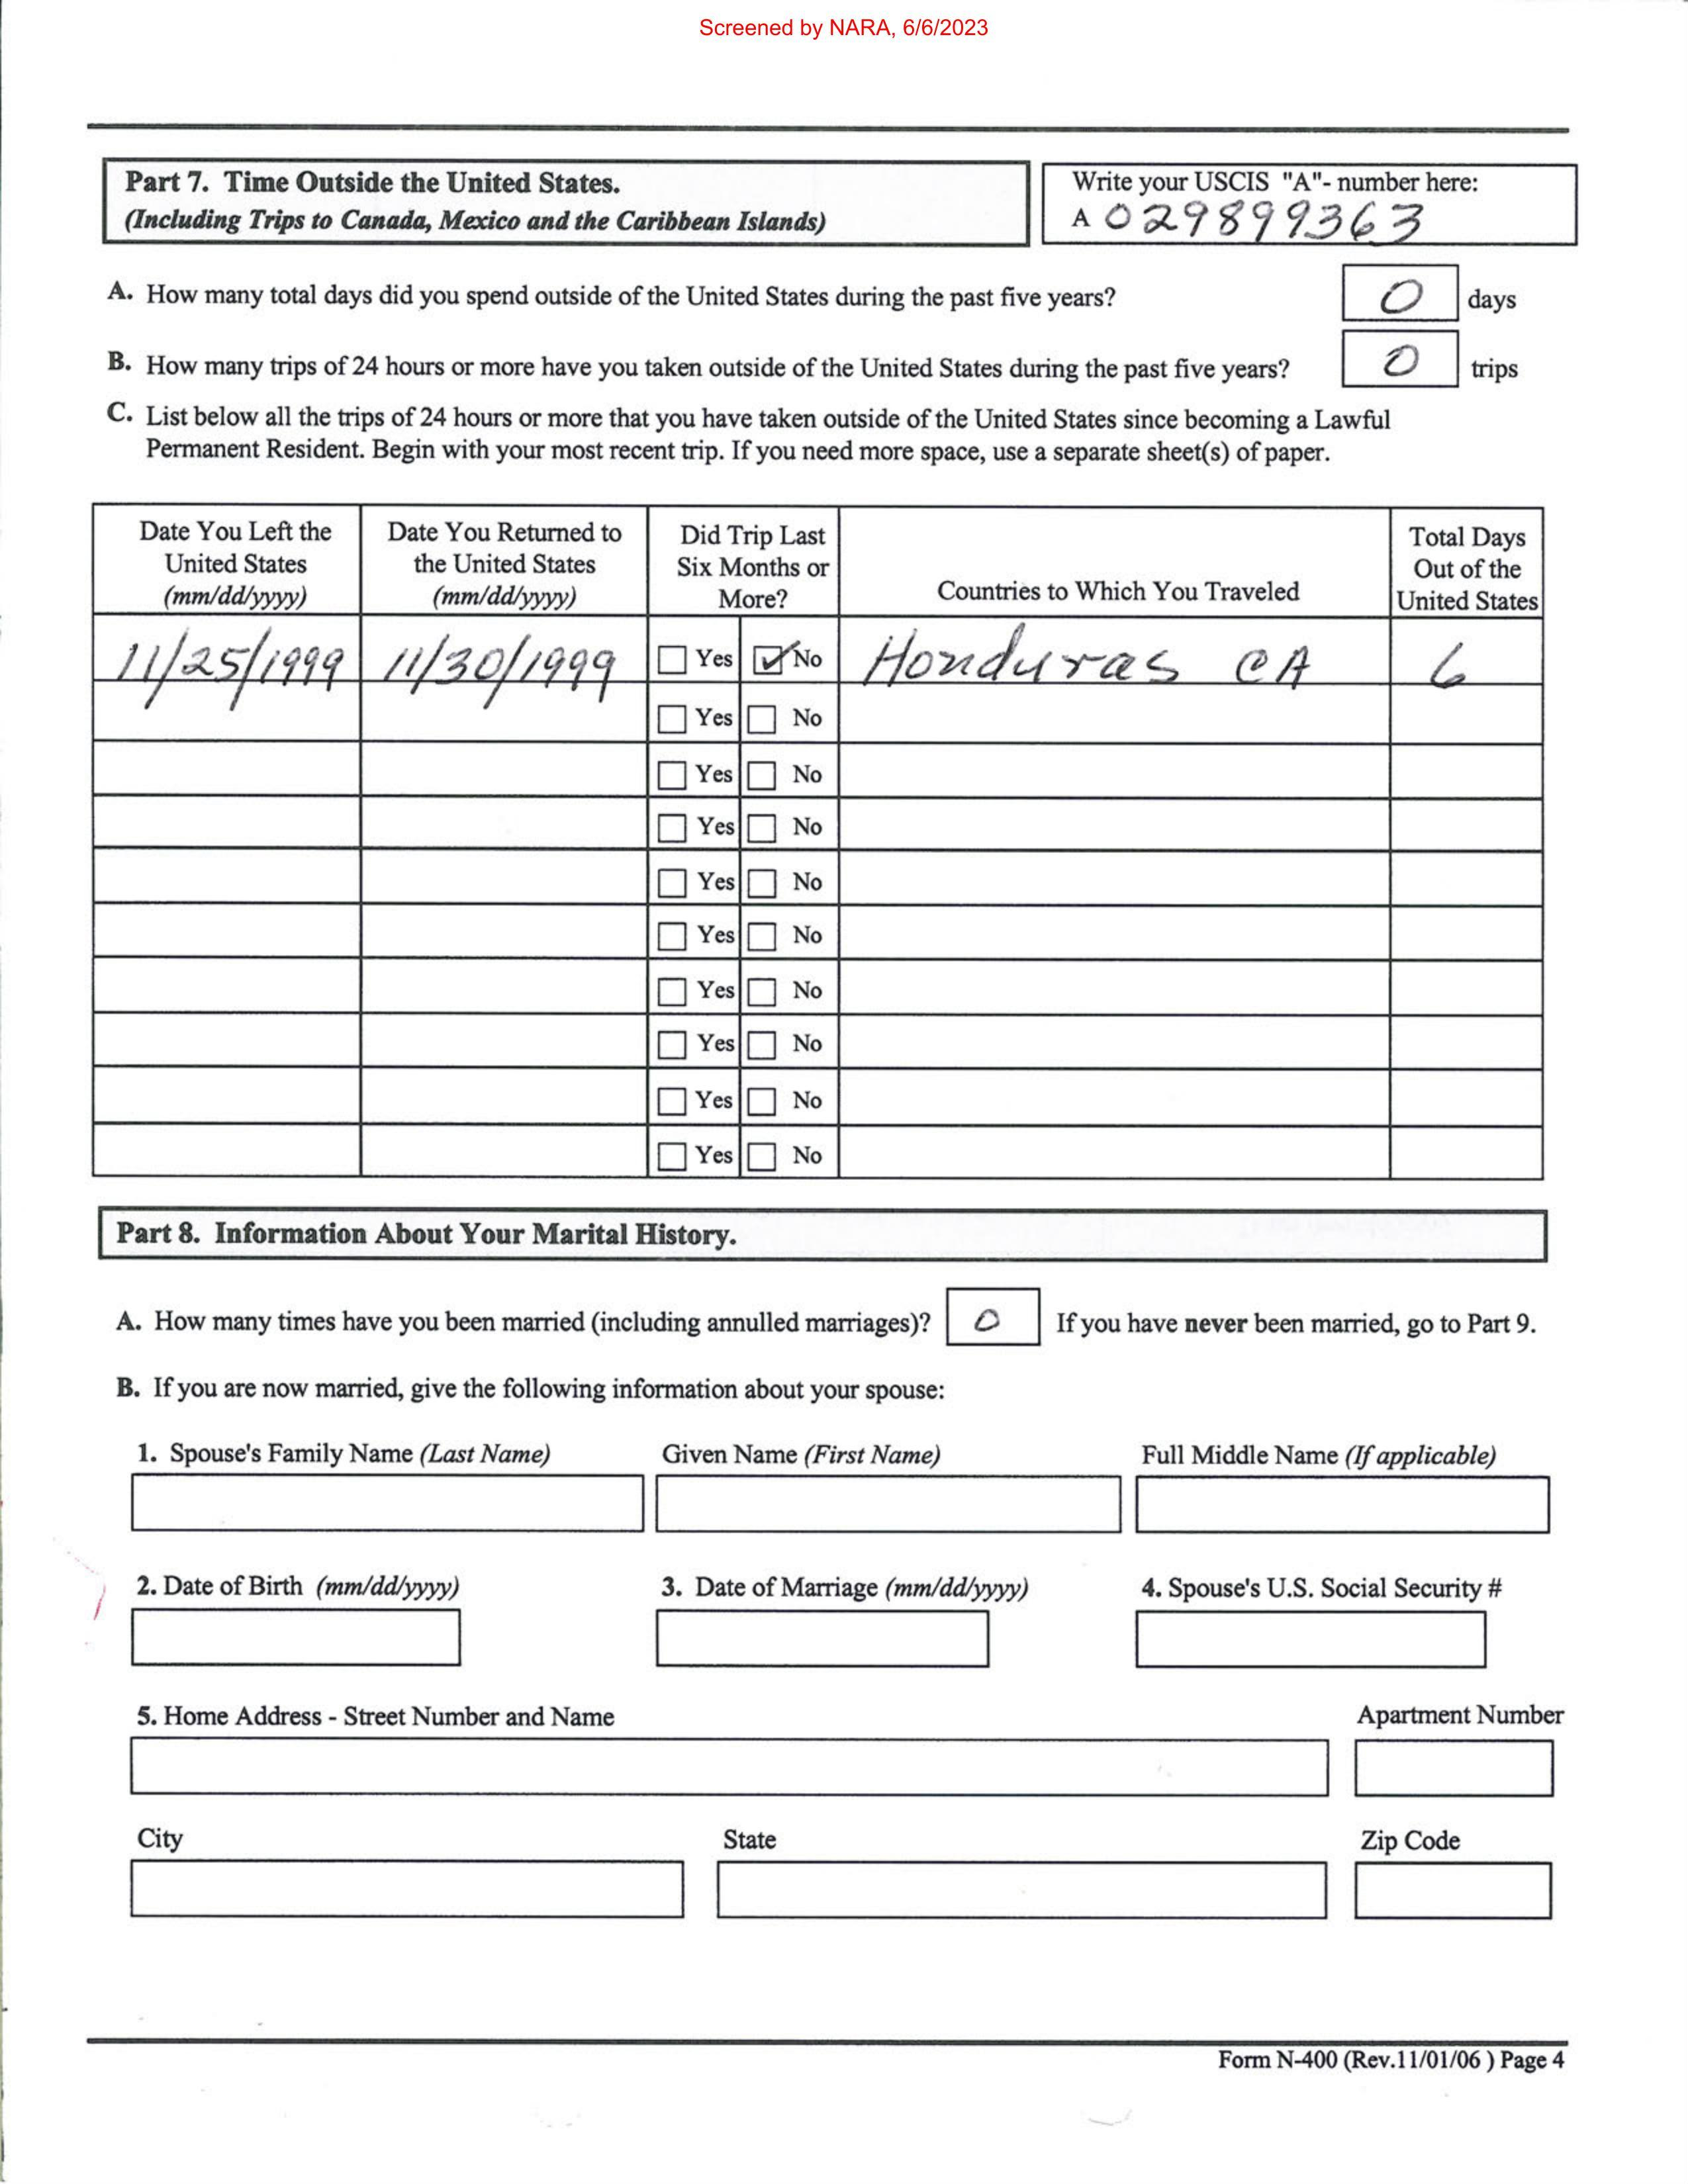 Screened by NARA, 6/6/2023
Part 7. Time Outside the United States.
(Including Trips to Canada, Mexico and the Caribbean Islands)
Write your USCIS "A"- number here:
A 029899363
A. How many total days did you spend outside of the United States during the past five years? 0 days
B. How many trips of 24 hours or more have you taken outside of the United States during the past five years? 0 trips
C. List below all the trips of 24 hours or more that you have taken outside of the United States since becoming a Lawful
Permanent Resident. Begin with your most recent trip. If you need more space, use a separate sheet(s) of paper.
Date You Left the
United States
(mm/dd/yyyy)
Date You Returned to
the United States
(mm/dd/yyyy)
Did Trip Last
Six Months or
More?
Countries to Which You Traveled
Total Days
Out of the
United States
11/25/1999 11/30/1999 Yes No Honduras CA 6
Yes No
Yes No
Yes No
Yes No
Yes No
Yes No
Yes No
Yes No
Yes No
Part 8. Information About Your Marital History.
A. How many times have you been married (including annulled marriages)? 0 If you have never been married, go to Part 9.
B. If you are now married, give the following information about your spouse:
1. Spouse's Family Name (Last Name) Given Name (First Name) Full Middle Name (If applicable)
2. Date of Birth (mm/dd/yyyy) 3. Date of Marriage (mm/dd/yyyy) 4. Spouse's U.S. Social Security #
5. Home Address - Street Number and Name Apartment Number
City State Zip Code
Form N-400 (Rev.11/01/06 ) Page 4